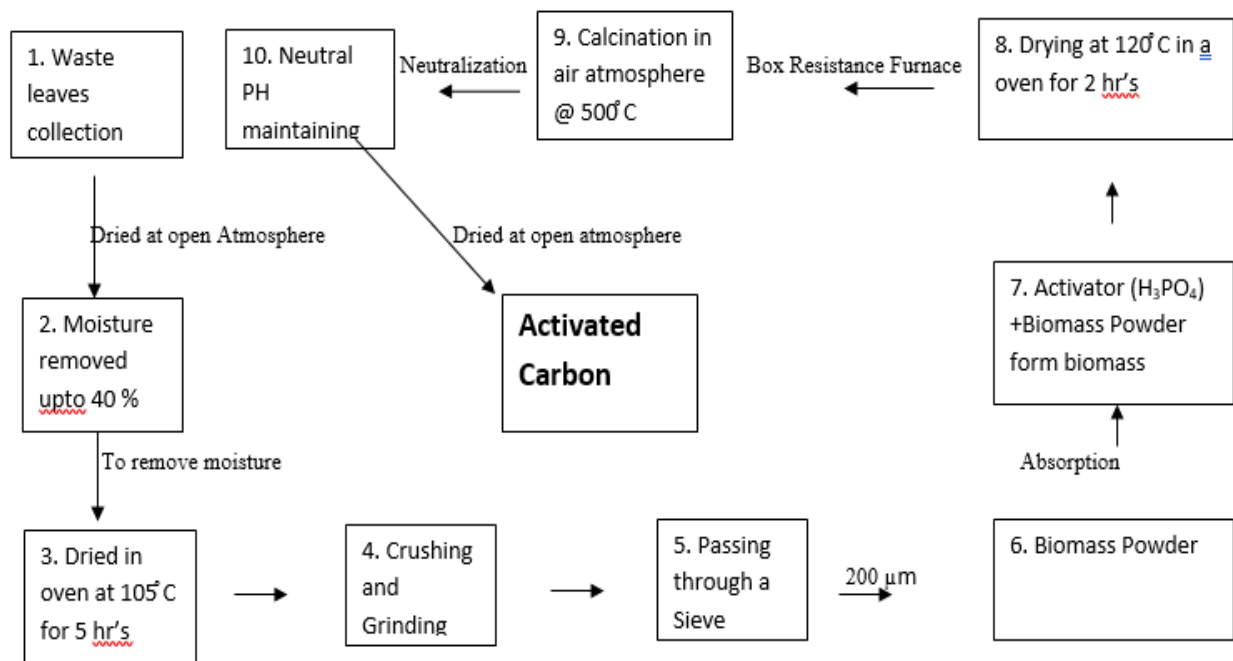 1. Waste
leaves
collection
Dried at open Atmosphere
2. Moisture
removed
upto 40 %
To remove moisture
3. Dried in
oven at 105°C
for 5 hr's
4. Crushing
and
Grinding
5. Passing
through a
Sieve
200 µm
6. Biomass Powder
Absorption
7. Activator (H₃PO₄)
+Biomass Powder
form biomass
8. Drying at 120°C in a
oven for 2 hr's
Box Resistance Furnace
9. Calcination in
air atmosphere
@ 500°C
Neutralization
10. Neutral
PH
maintaining
Dried at open atmosphere
Activated
Carbon